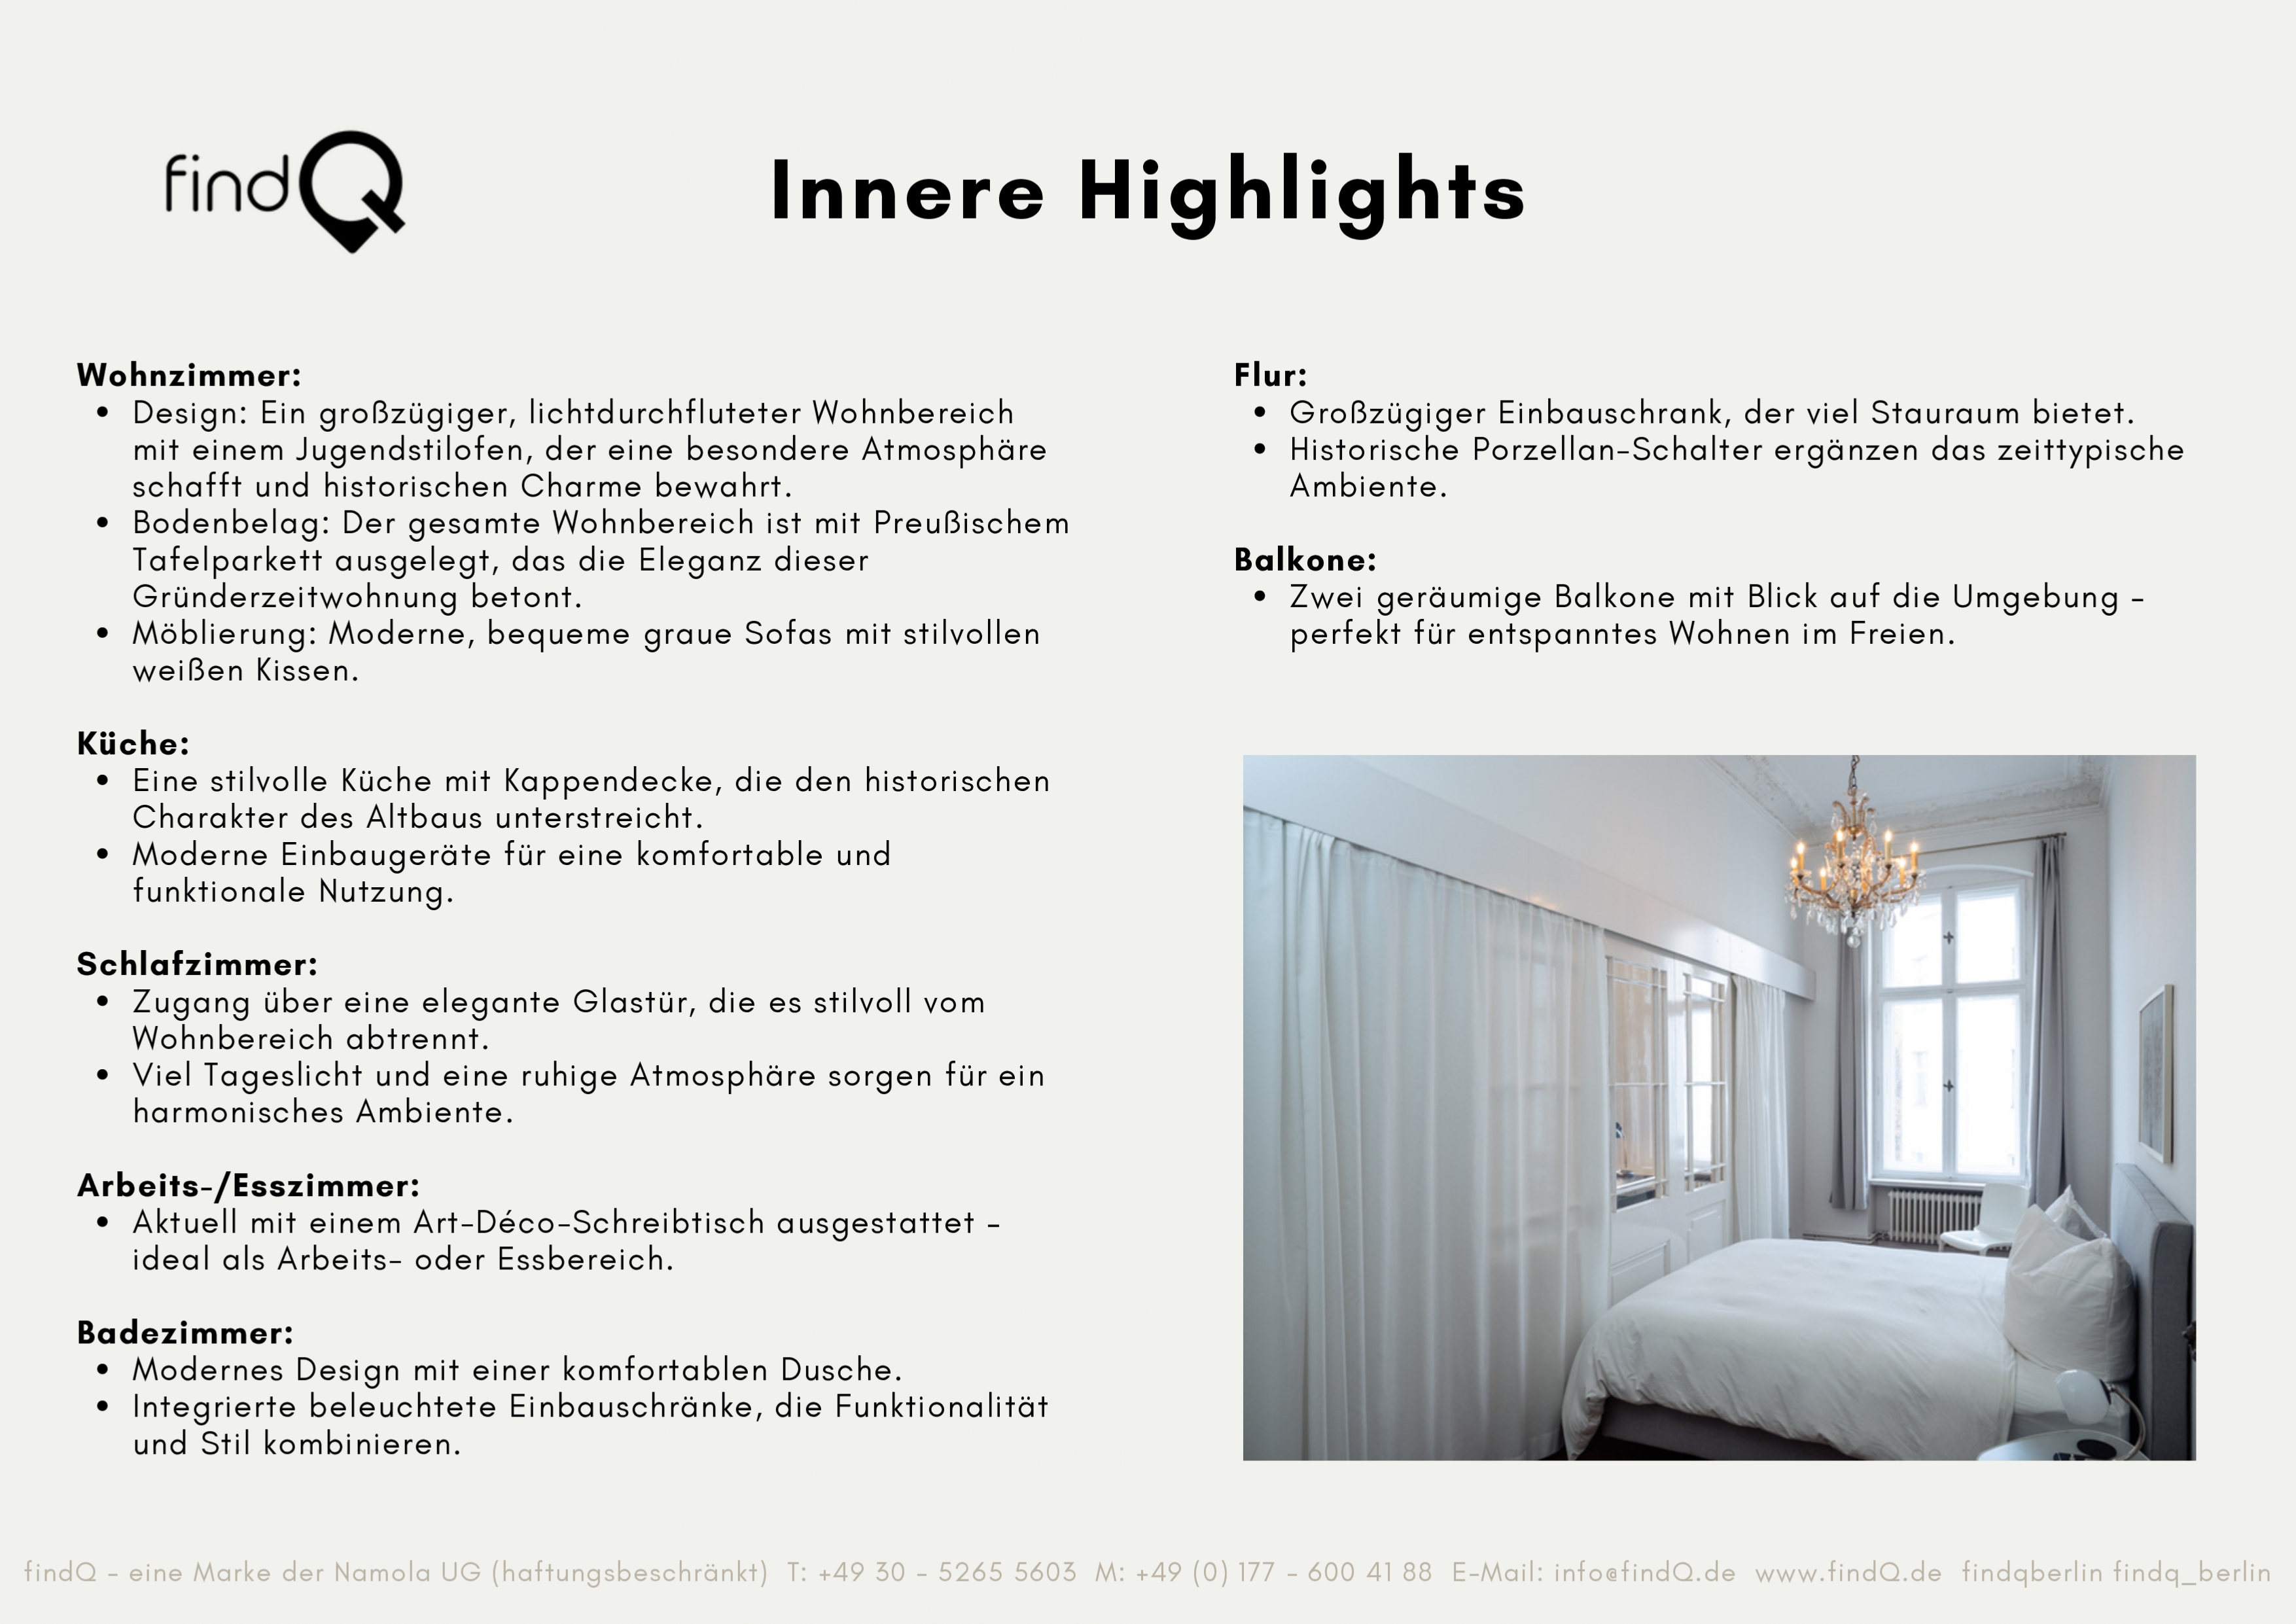 findQ
Innere Highlights
Wohnzimmer:
• Design: Ein großzügiger, lichtdurchfluteter Wohnbereich
mit einem Jugendstilofen, der eine besondere Atmosphäre
schafft und historischen Charme bewahrt.
• Bodenbelag: Der gesamte Wohnbereich ist mit Preußischem
Tafelparkett ausgelegt, das die Eleganz dieser
Gründerzeitwohnung betont.
• Möblierung: Moderne, bequeme graue Sofas mit stilvollen
weißen Kissen.
Küche:
• Eine stilvolle Küche mit Kappendecke, die den historischen
Charakter des Altbaus unterstreicht.
• Moderne Einbaugeräte für eine komfortable und
funktionale Nutzung.
Schlafzimmer:
• Zugang über eine elegante Glastür, die es stilvoll vom
Wohnbereich abtrennt.
• Viel Tageslicht und eine ruhige Atmosphäre sorgen für ein
harmonisches Ambiente.
Arbeits-/Esszimmer:
• Aktuell mit einem Art-Déco-Schreibtisch ausgestattet –
ideal als Arbeits- oder Essbereich.
Badezimmer:
• Modernes Design mit einer komfortablen Dusche.
• Integrierte beleuchtete Einbauschränke, die Funktionalität
und Stil kombinieren.
Flur:
• Großzügiger Einbauschrank, der viel Stauraum bietet.
• Historische Porzellan-Schalter ergänzen das zeittypische
Ambiente.
Balkone:
• Zwei geräumige Balkone mit Blick auf die Umgebung –
perfekt für entspanntes Wohnen im Freien.
findQ – eine Marke der Namola UG (haftungsbeschränkt) T: +49 30 – 5265 5603 M: +49 (0) 177 – 600 41 88 E-Mail: info@findQ.de www.findQ.de findqberlin findq_berlin